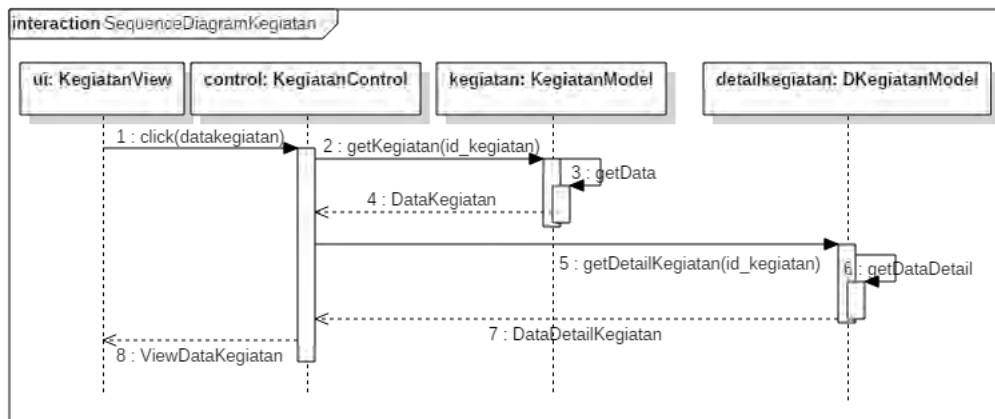 interaction SequenceDiagramKegiatan
ui: KegiatanView
control: KegiatanControl
kegiatan: KegiatanModel
detailkegiatan: DKegiatanModel
1 : click(datakegiatan)
2 : getKegiatan(id_kegiatan)
3 : getData
4 : DataKegiatan
5 : getDetailKegiatan(id_kegiatan)
6 : getDataDetail
7 : DataDetailKegiatan
8 : ViewDataKegiatan